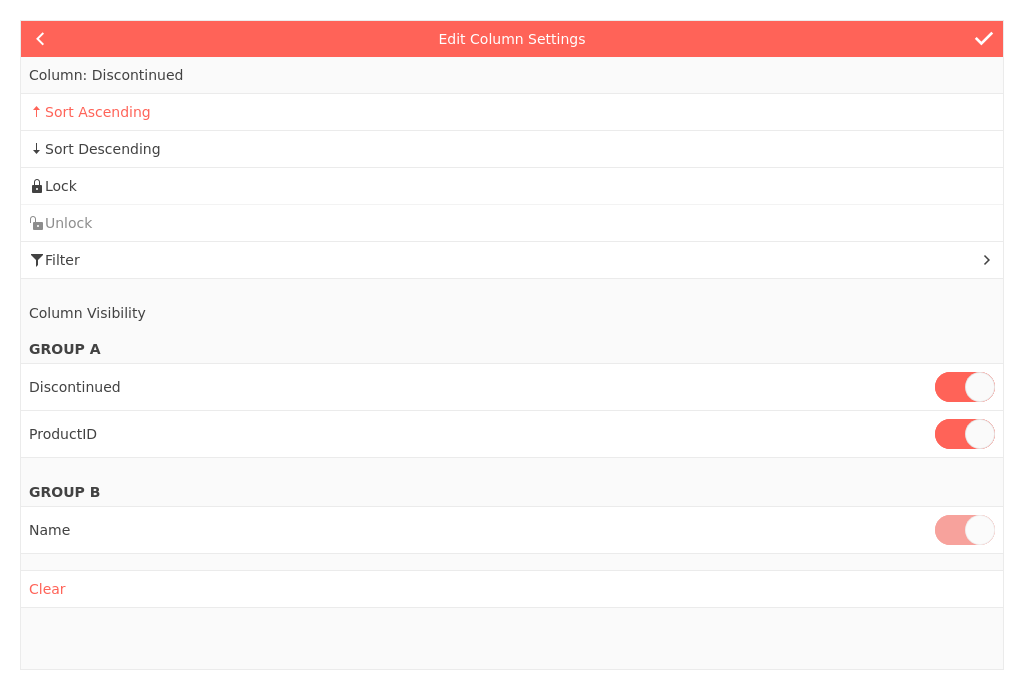 Edit Column Settings
Column: Discontinued
Sort Ascending
Sort Descending
Lock
Unlock
Filter
Column Visibility
GROUP A
Discontinued
ProductID
GROUP B
Name
Clear